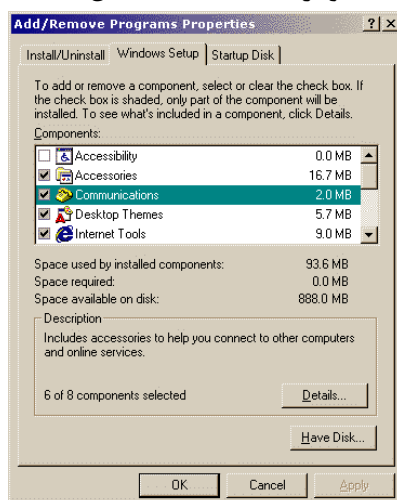 Add/Remove Programs Properties
Install/Uninstall Windows Setup Startup Disk
To add or remove a component, select or clear the check box. If
the check box is shaded, only part of the component will be
installed. To see what's included in a component, click Details.
Components:
Accessibility 0.0 MB
Accessories 16.7 MB
Communications 2.0 MB
Desktop Themes 5.7 MB
Internet Tools 9.0 MB
Space used by installed components: 93.6 MB
Space required: 0.0 MB
Space available on disk: 888.0 MB
Description
Includes accessories to help you connect to other computers
and online services.
6 of 8 components selected Details...
Have Disk...
OK Cancel Apply